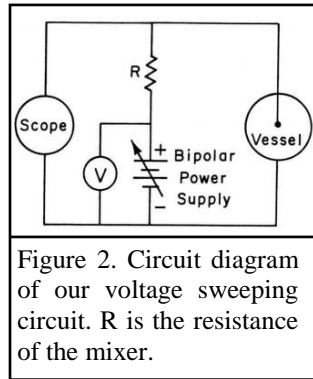 R
Scope
V
+
Bipolar
Power
Supply
–
Vessel
Figure 2. Circuit diagram
of our voltage sweeping
circuit. R is the resistance
of the mixer.